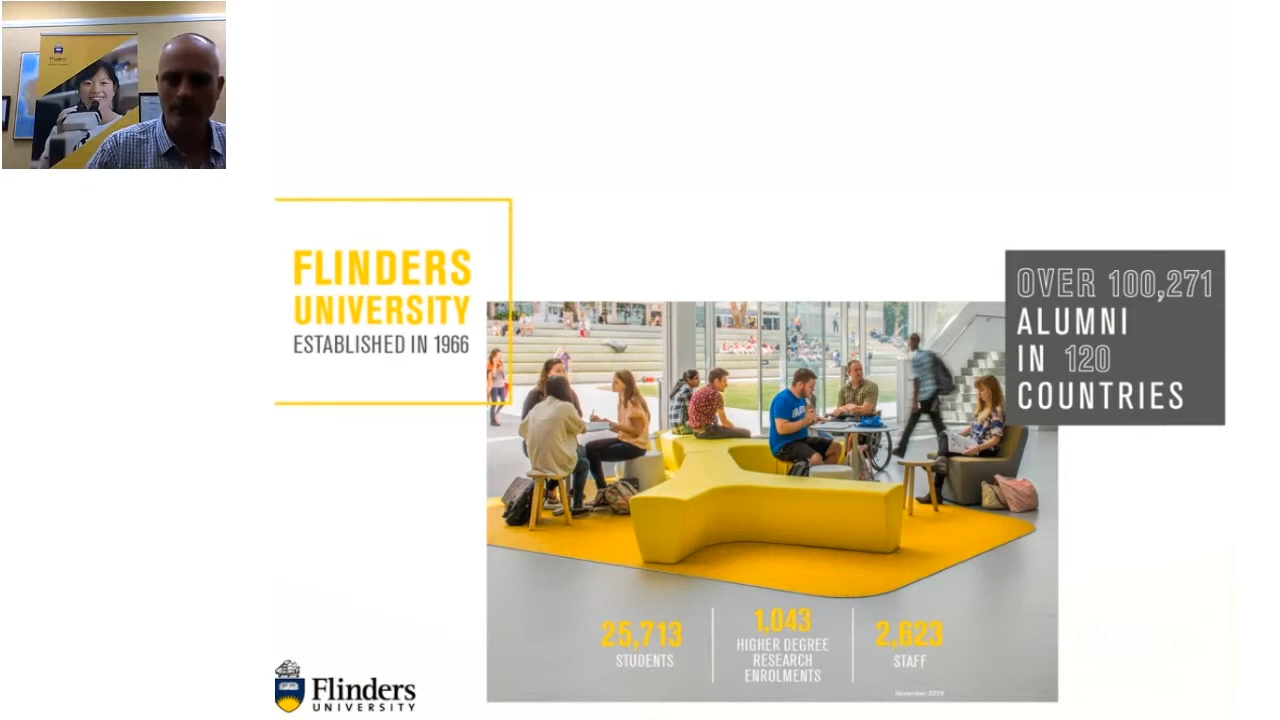 Flinders
FLINDERS
UNIVERSITY
ESTABLISHED IN 1966
OVER 100,271
ALUMNI
IN 120
COUNTRIES
25,713
STUDENTS
1,043
HIGHER DEGREE
RESEARCH
ENROLMENTS
2,623
STAFF
November 2019
Flinders
UNIVERSITY